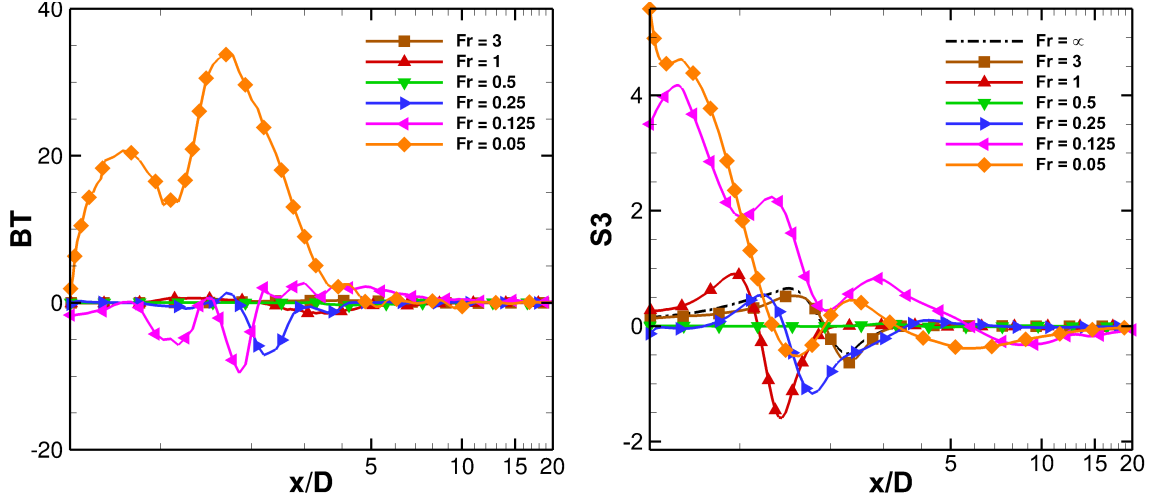 40
20
0
-20
BT
Fr = 3
Fr = 1
Fr = 0.5
Fr = 0.25
Fr = 0.125
Fr = 0.05
5
10
15
20
x/D
4
2
0
-2
S3
Fr = ∞
Fr = 3
Fr = 1
Fr = 0.5
Fr = 0.25
Fr = 0.125
Fr = 0.05
5
10
15
20
x/D